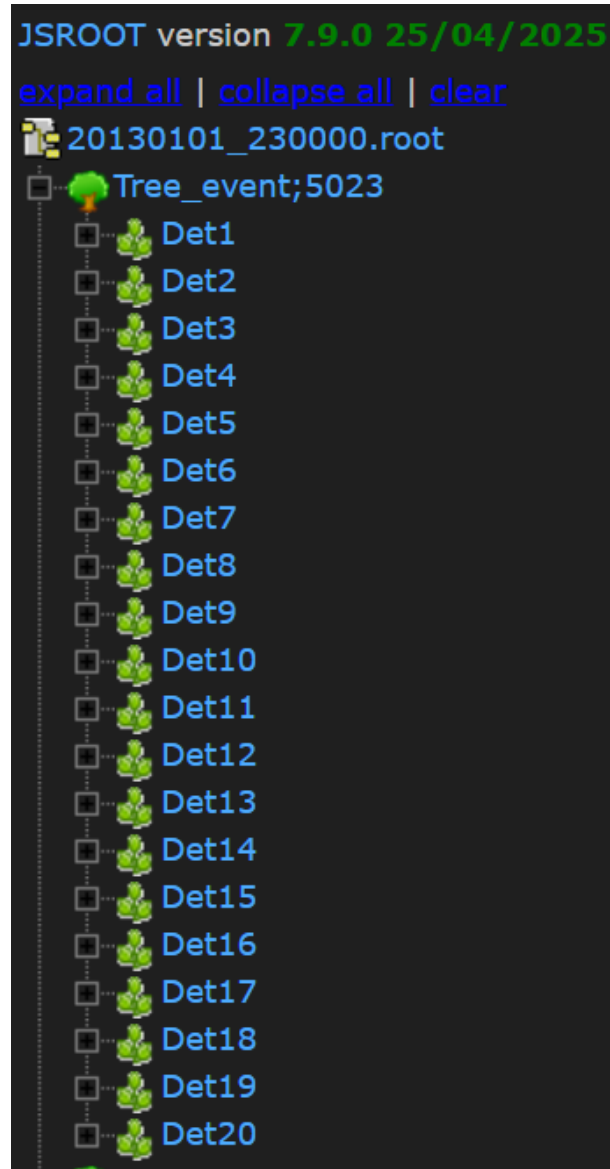 JSROOT version 7.9.0 25/04/2025
expand all | collapse all | clear
20130101_230000.root
Tree_event;5023
Det1
Det2
Det3
Det4
Det5
Det6
Det7
Det8
Det9
Det10
Det11
Det12
Det13
Det14
Det15
Det16
Det17
Det18
Det19
Det20